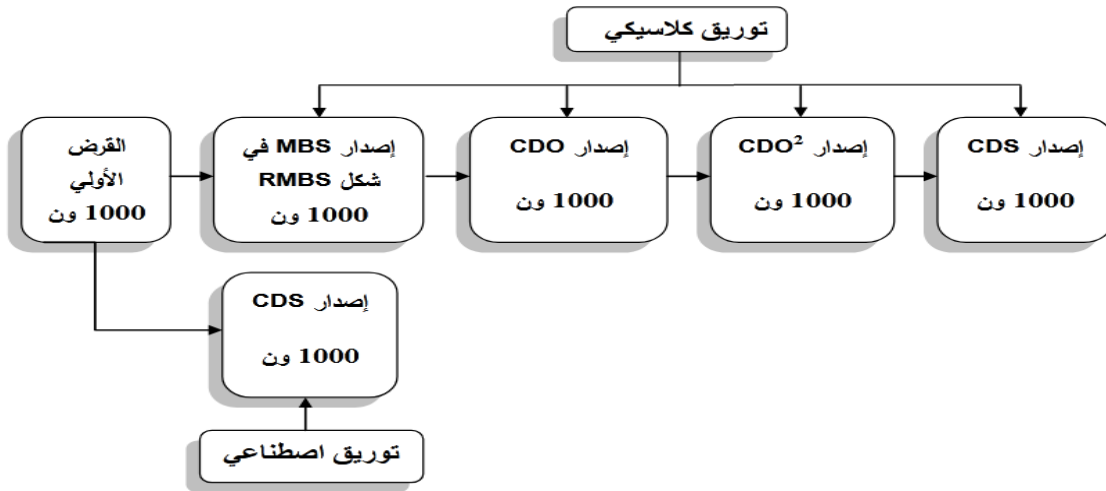 توريق كلاسيكي
القرض
الأولي
1000 ون
إصدار MBS في
شكل RMBS
1000 ون
إصدار CDO
1000 ون
إصدار CDO²
1000 ون
إصدار CDS
1000 ون
إصدار CDS
1000 ون
توريق اصطناعي